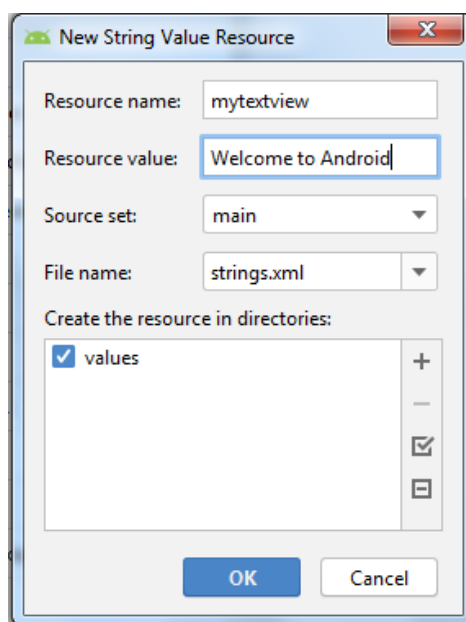 New String Value Resource
Resource name: mytextview
Resource value: Welcome to Android
Source set: main
File name: strings.xml
Create the resource in directories:
values
OK Cancel